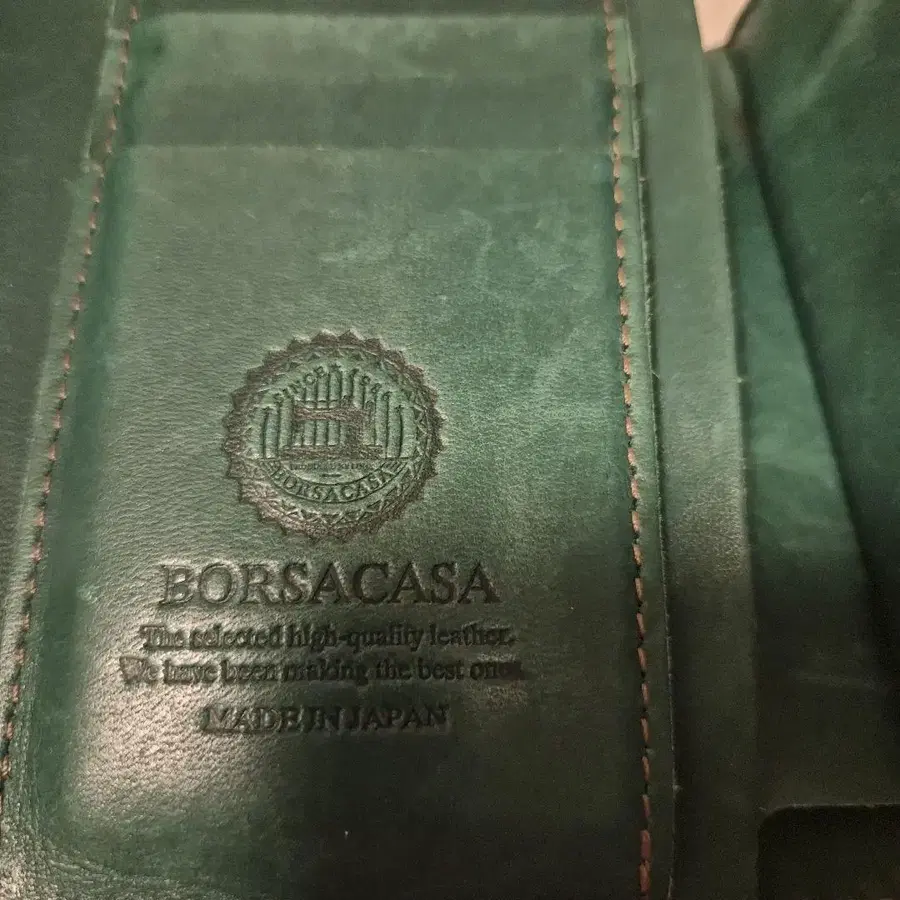 BORSACASA
BORSACASA
The selected high-quality leather.
We have been making the best ones.
MADE IN JAPAN